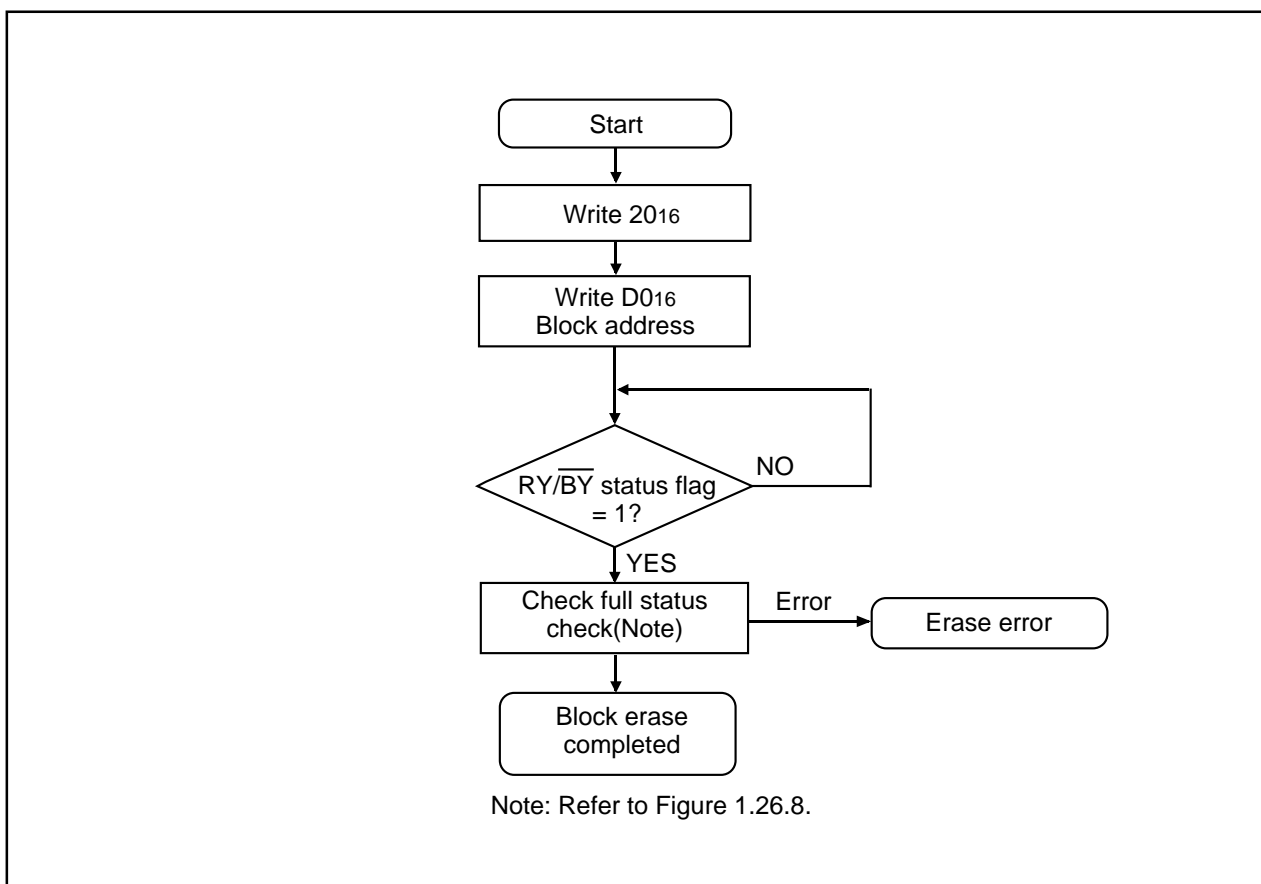 Start
Write 2016
Write D016
Block address
NO
RY/B̅Y̅ status flag
= 1?
YES
Check full status
check(Note)
Error
Erase error
Block erase
completed
Note: Refer to Figure 1.26.8.